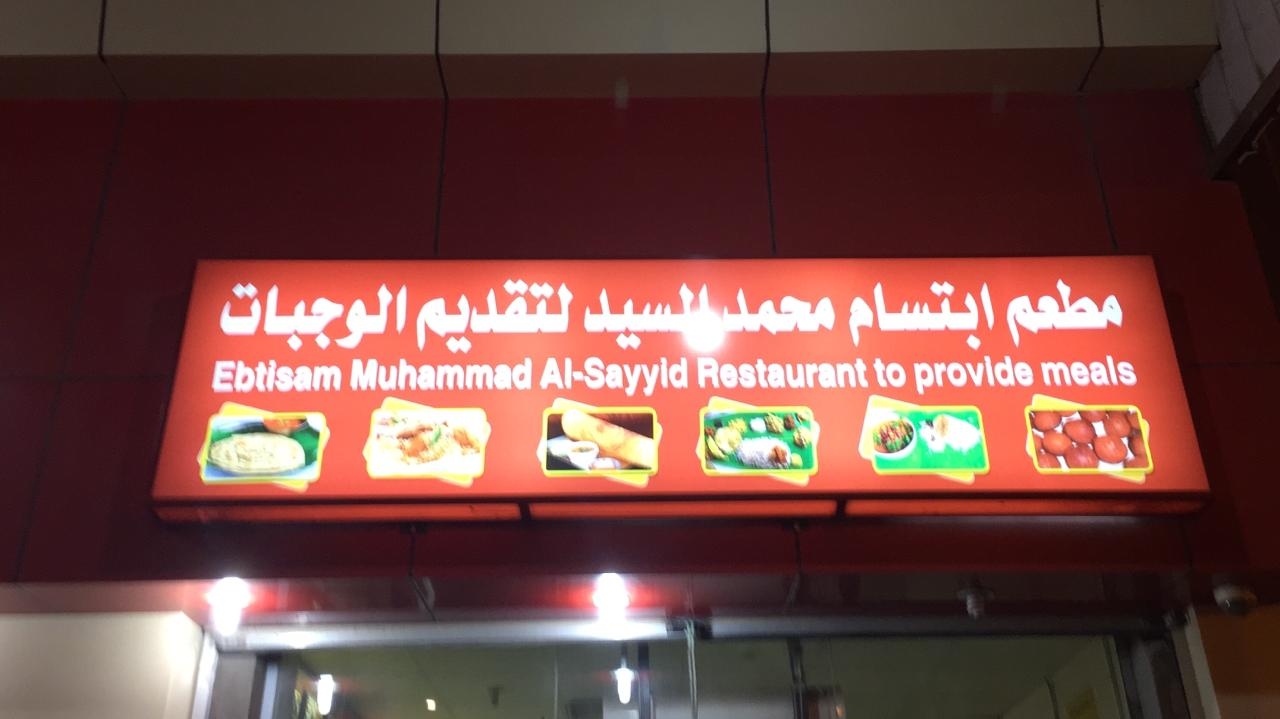 مطعم ابتسام محمد السيد لتقديم الوجبات
Ebtisam Muhammad Al-Sayyid Restaurant to provide meals